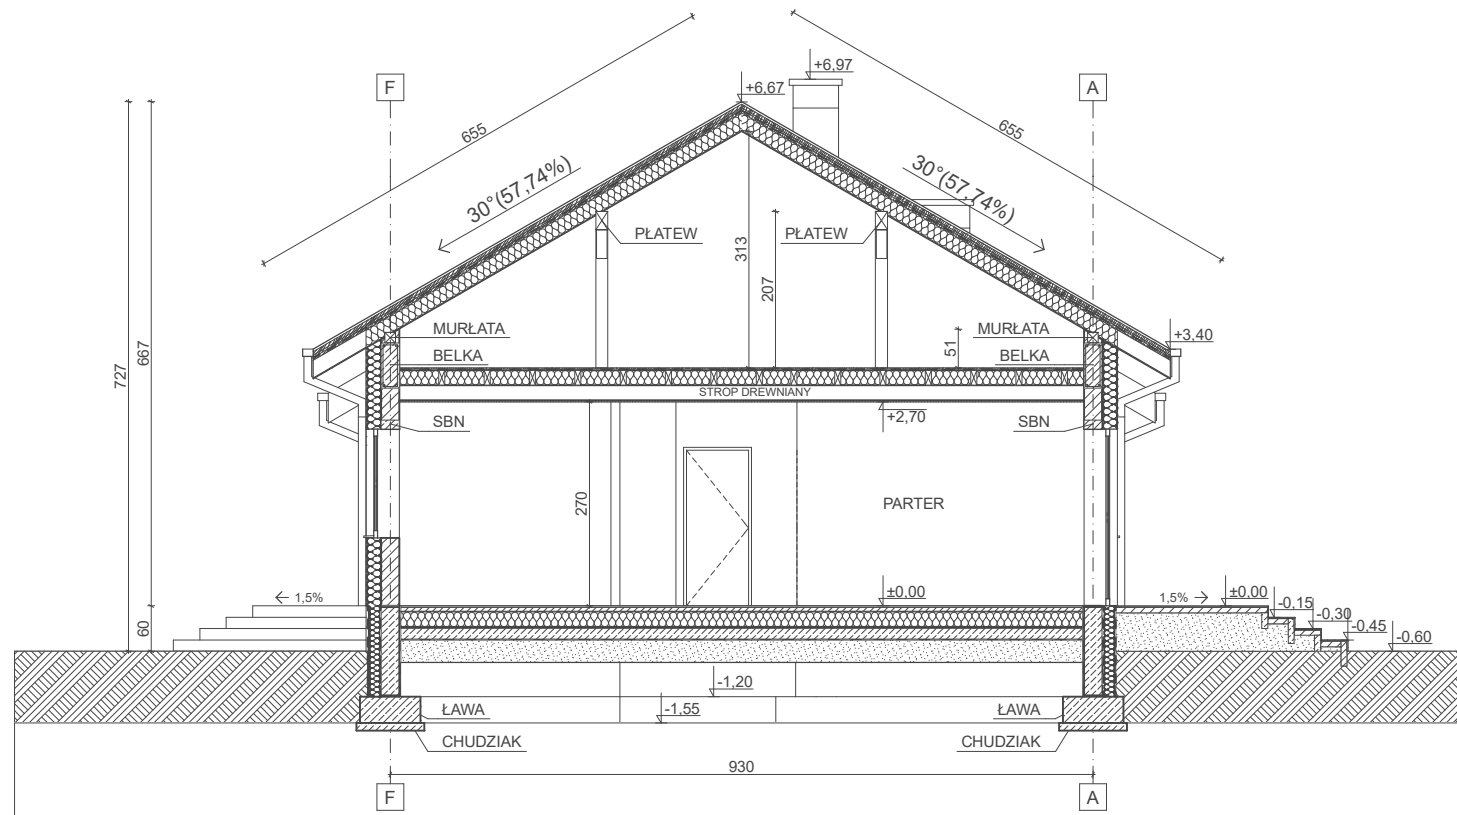 F
A
+6,97
+6,67
655
655
30°(57,74%)
30°(57,74%)
PŁATEW
PŁATEW
313
207
727
667
MURŁATA
MURŁATA
+3,40
BELKA
BELKA
51
STROP DREWNIANY
SBN
+2,70
SBN
270
PARTER
1,5%
±0,00
1,5%
±0,00
-0,15
-0,30
-0,45
-0,60
60
-1,20
ŁAWA
-1,55
ŁAWA
CHUDZIAK
CHUDZIAK
930
F
A